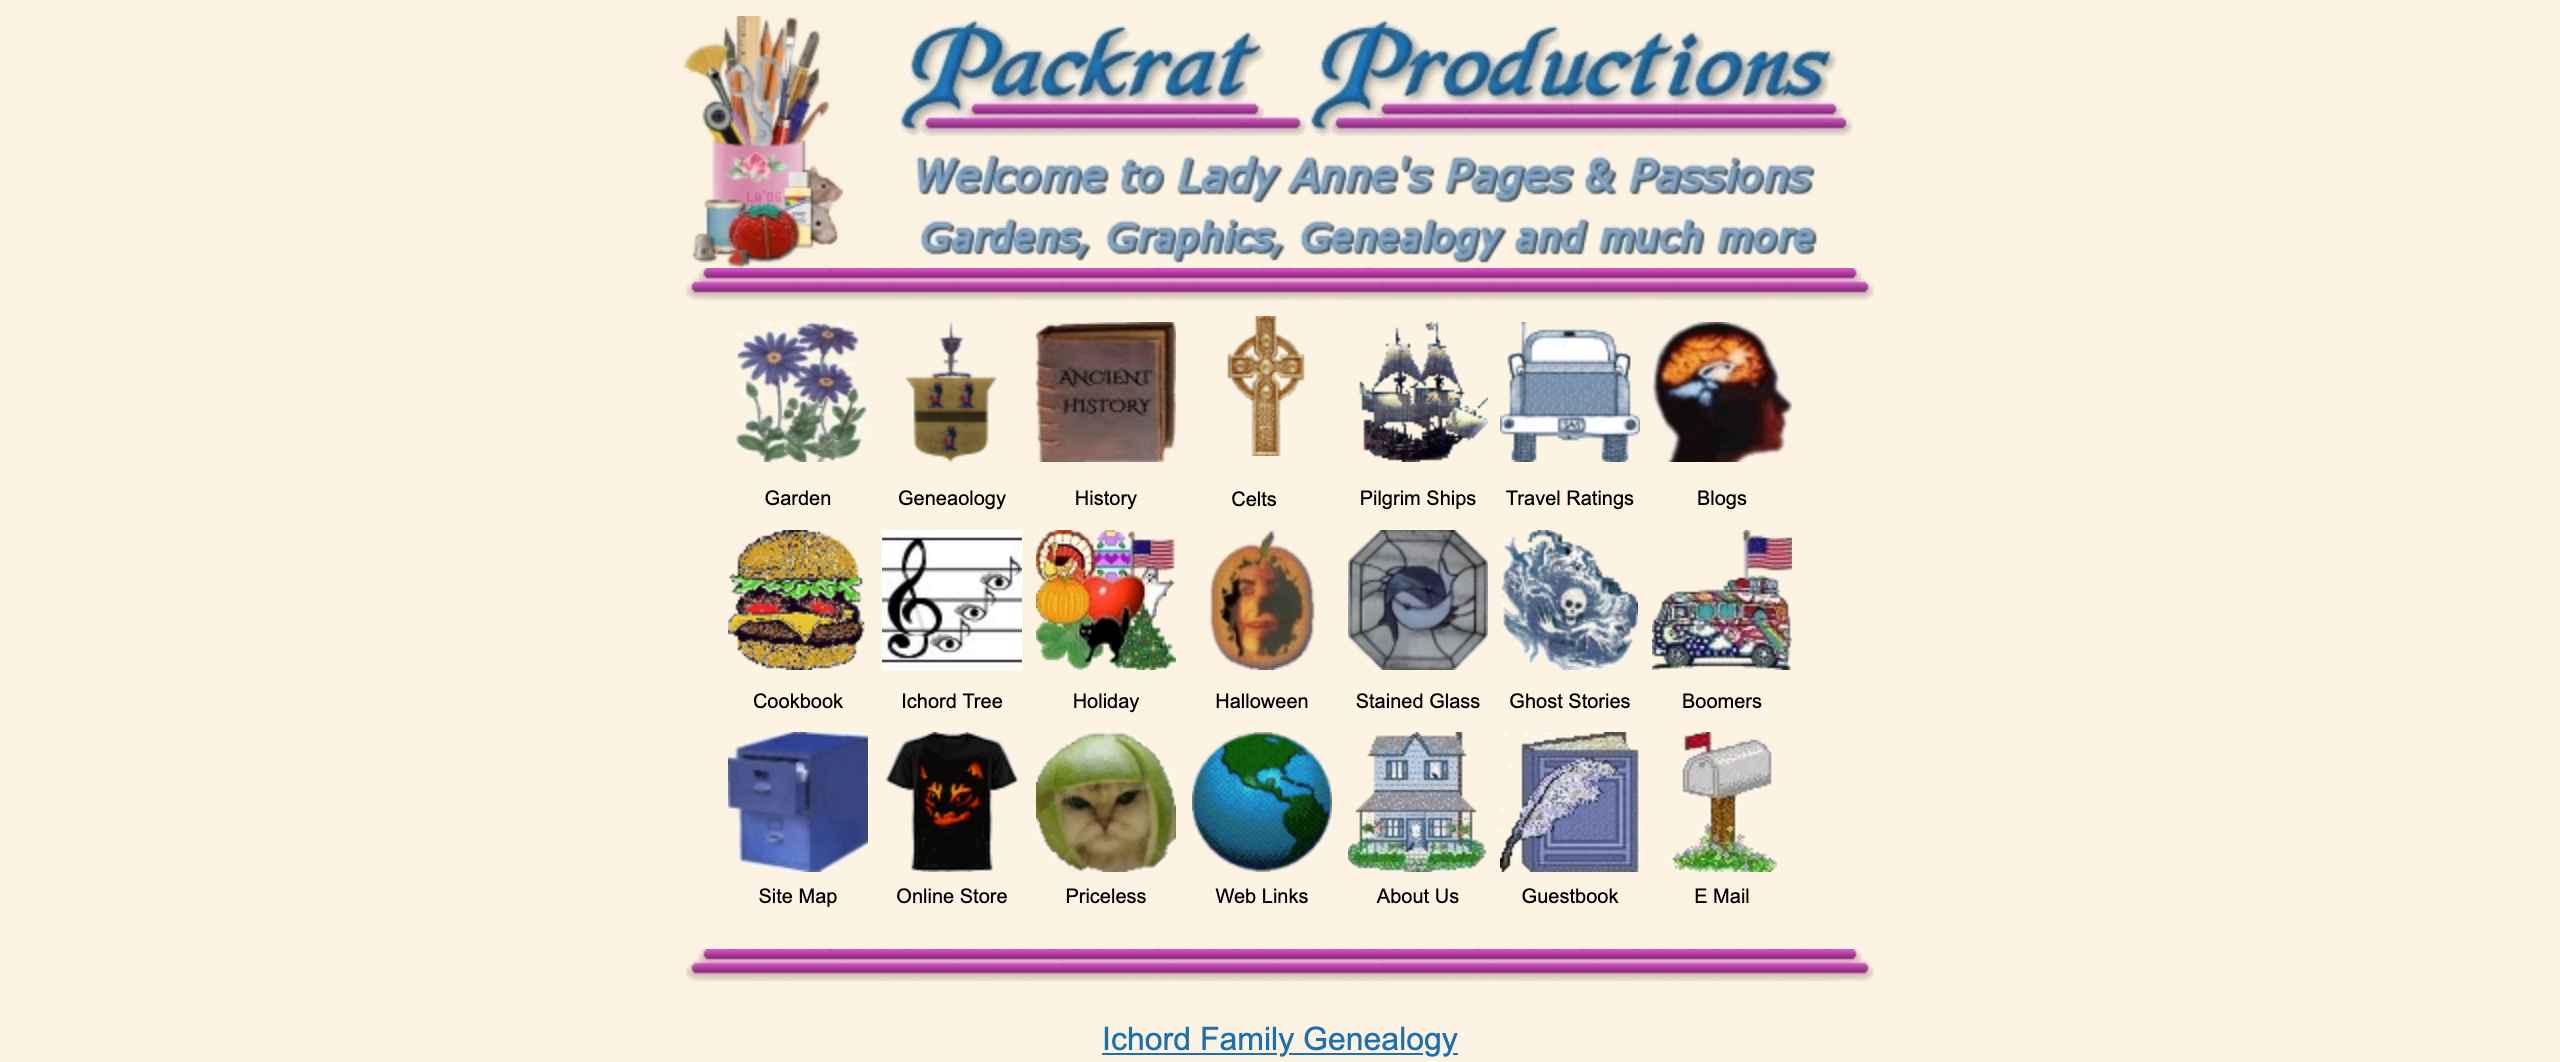 Packrat Productions
Welcome to Lady Anne's Pages & Passions
Gardens, Graphics, Genealogy and much more
ANCIENT
HISTORY
Garden Geneaology History Celts Pilgrim Ships Travel Ratings Blogs
Cookbook Ichord Tree Holiday Halloween Stained Glass Ghost Stories Boomers
Site Map Online Store Priceless Web Links About Us Guestbook E Mail
Ichord Family Genealogy